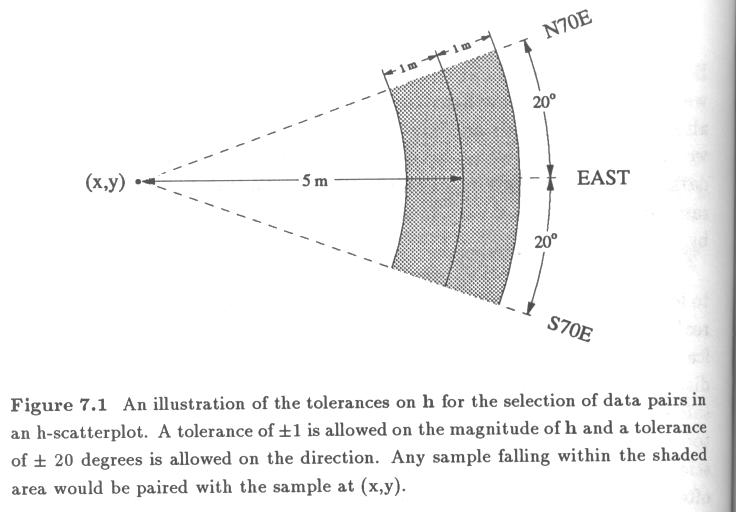 N70E
1 m
1 m
20°
(x,y)
5 m
EAST
20°
S70E
Figure 7.1 An illustration of the tolerances on h for the selection of data pairs in
an h-scatterplot. A tolerance of ±1 is allowed on the magnitude of h and a tolerance
of ± 20 degrees is allowed on the direction. Any sample falling within the shaded
area would be paired with the sample at (x,y).